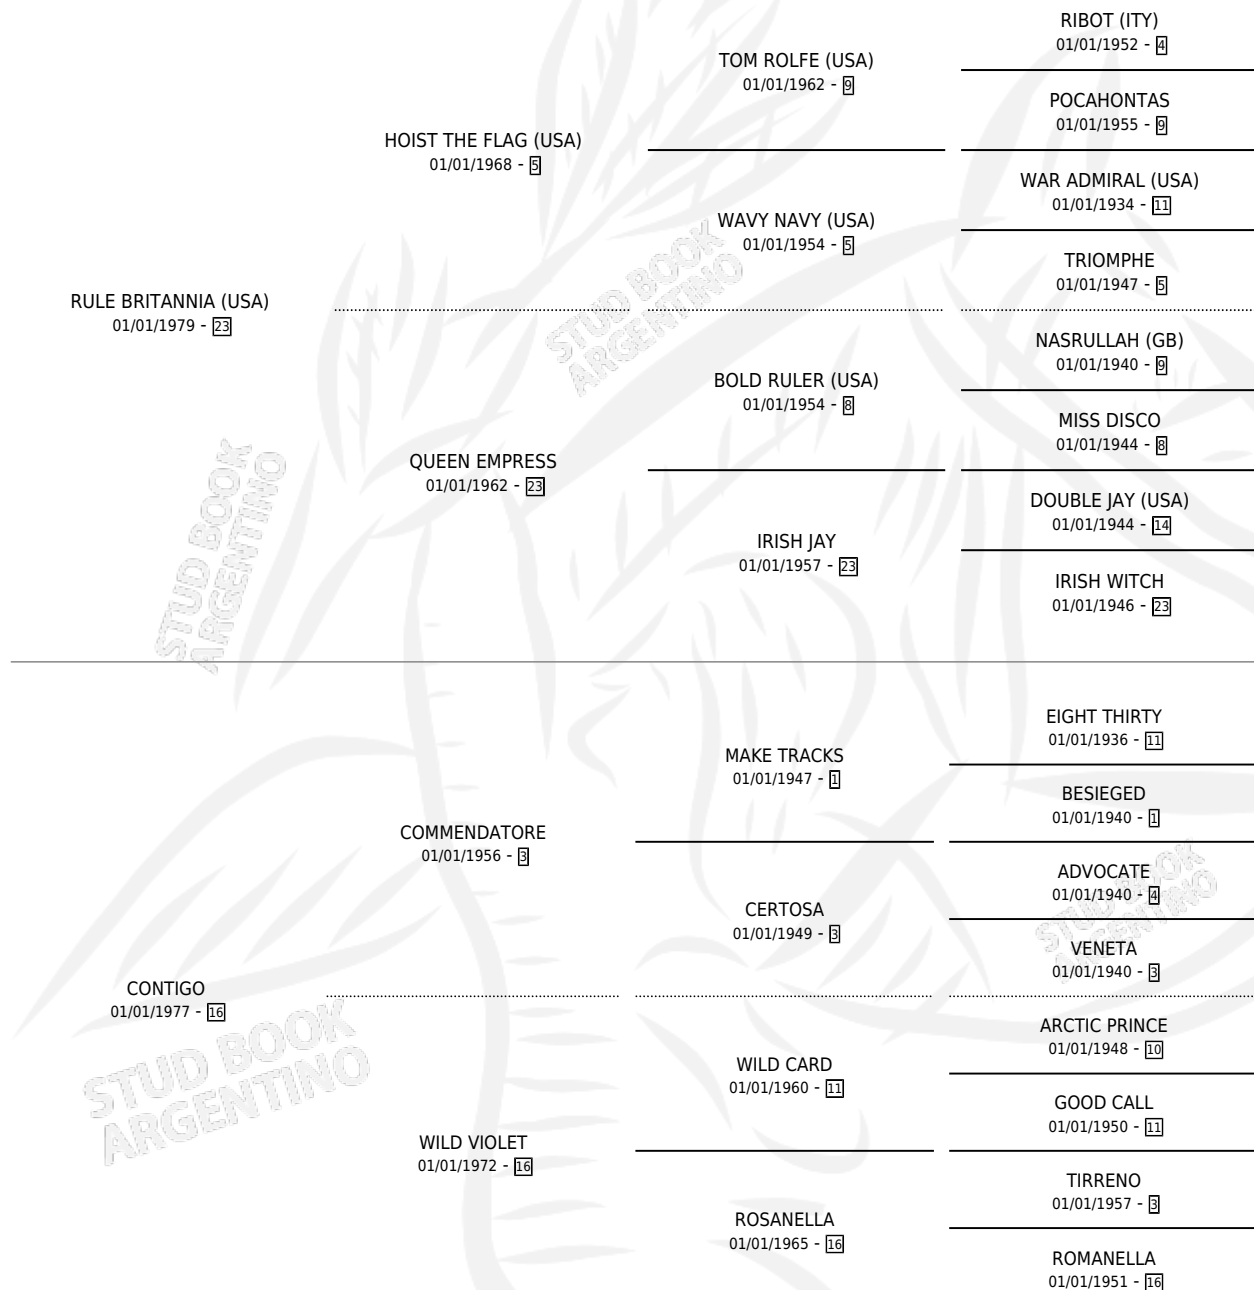 RIBOT (ITY)
01/01/1952 - 4
TOM ROLFE (USA)
01/01/1962 - 9
POCAHONTAS
01/01/1955 - 9
HOIST THE FLAG (USA)
01/01/1968 - 5
WAR ADMIRAL (USA)
01/01/1934 - 11
WAVY NAVY (USA)
01/01/1954 - 5
TRIOMPHE
01/01/1947 - 5
RULE BRITANNIA (USA)
01/01/1979 - 23
NASRULLAH (GB)
01/01/1940 - 9
BOLD RULER (USA)
01/01/1954 - 8
MISS DISCO
01/01/1944 - 8
QUEEN EMPRESS
01/01/1962 - 23
DOUBLE JAY (USA)
01/01/1944 - 14
IRISH JAY
01/01/1957 - 23
IRISH WITCH
01/01/1946 - 23
EIGHT THIRTY
01/01/1936 - 11
MAKE TRACKS
01/01/1947 - 1
BESIEGED
01/01/1940 - 1
COMMENDATORE
01/01/1956 - 3
ADVOCATE
01/01/1940 - 4
CERTOSA
01/01/1949 - 3
VENETA
01/01/1940 - 3
CONTIGO
01/01/1977 - 16
ARCTIC PRINCE
01/01/1948 - 10
WILD CARD
01/01/1960 - 11
GOOD CALL
01/01/1950 - 11
WILD VIOLET
01/01/1972 - 16
TIRRENO
01/01/1957 - 3
ROSANELLA
01/01/1965 - 16
ROMANELLA
01/01/1951 - 16
STUD BOOK
ARGENTINO
STUD BOOK
ARGENTINO
STUD BOOK
ARGENTINO
STUD BOOK
ARGENTINO